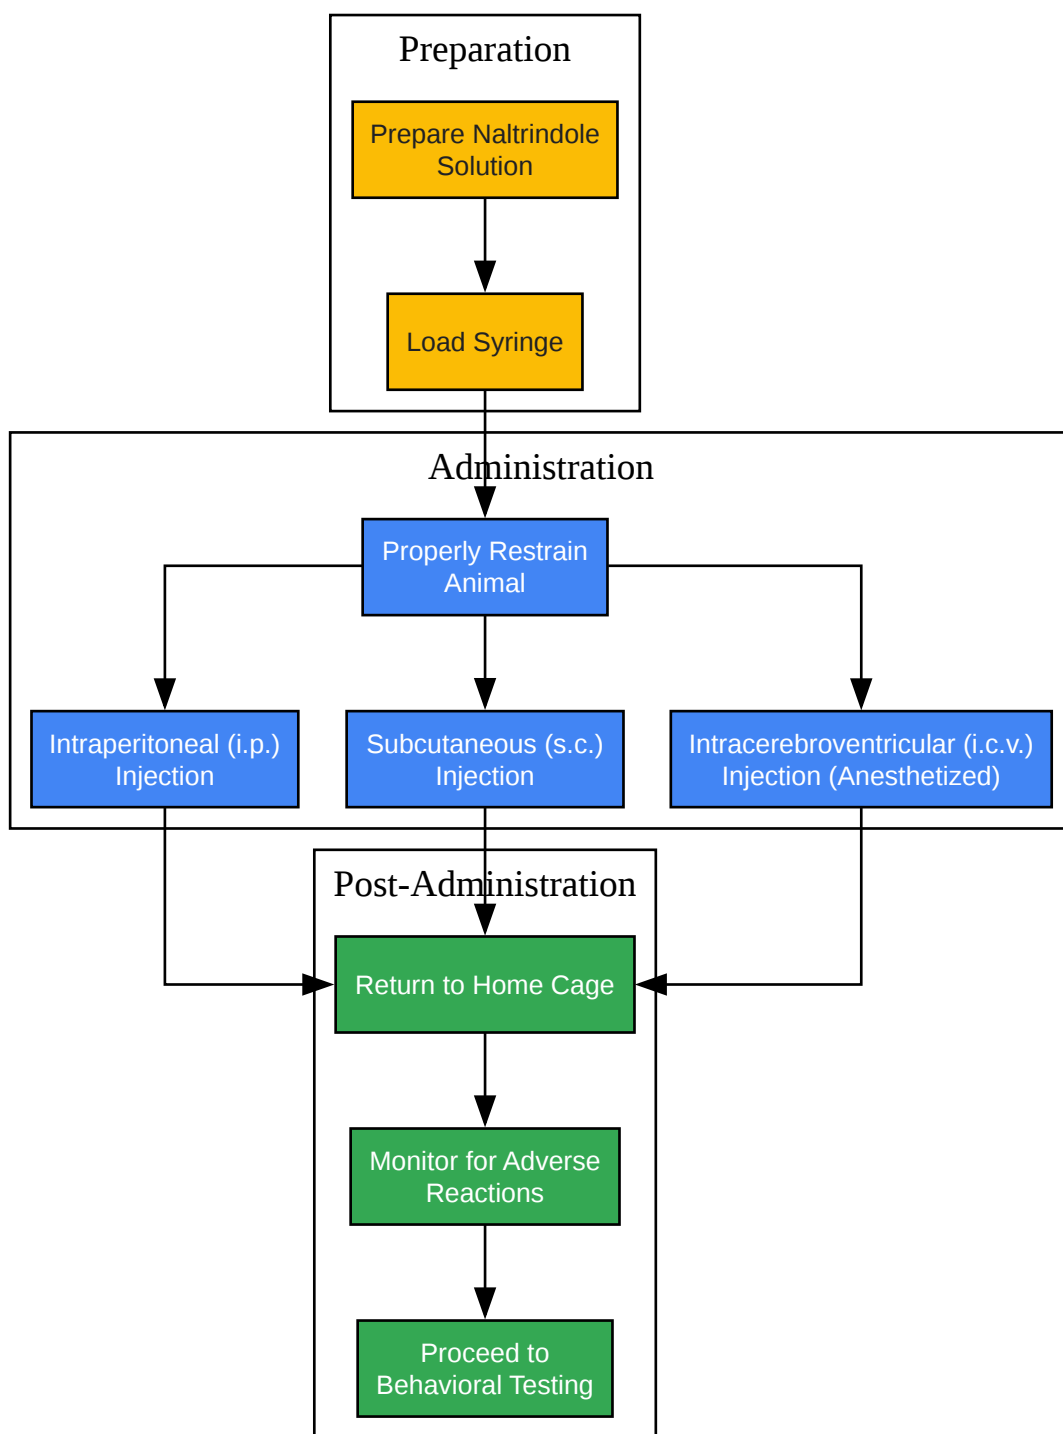 Preparation
Prepare Naltrindole
Solution
Load Syringe
Administration
Properly Restrain
Animal
Intraperitoneal (i.p.)
Injection
Subcutaneous (s.c.)
Injection
Intracerebroventricular (i.c.v.)
Injection (Anesthetized)
Post-Administration
Return to Home Cage
Monitor for Adverse
Reactions
Proceed to
Behavioral Testing